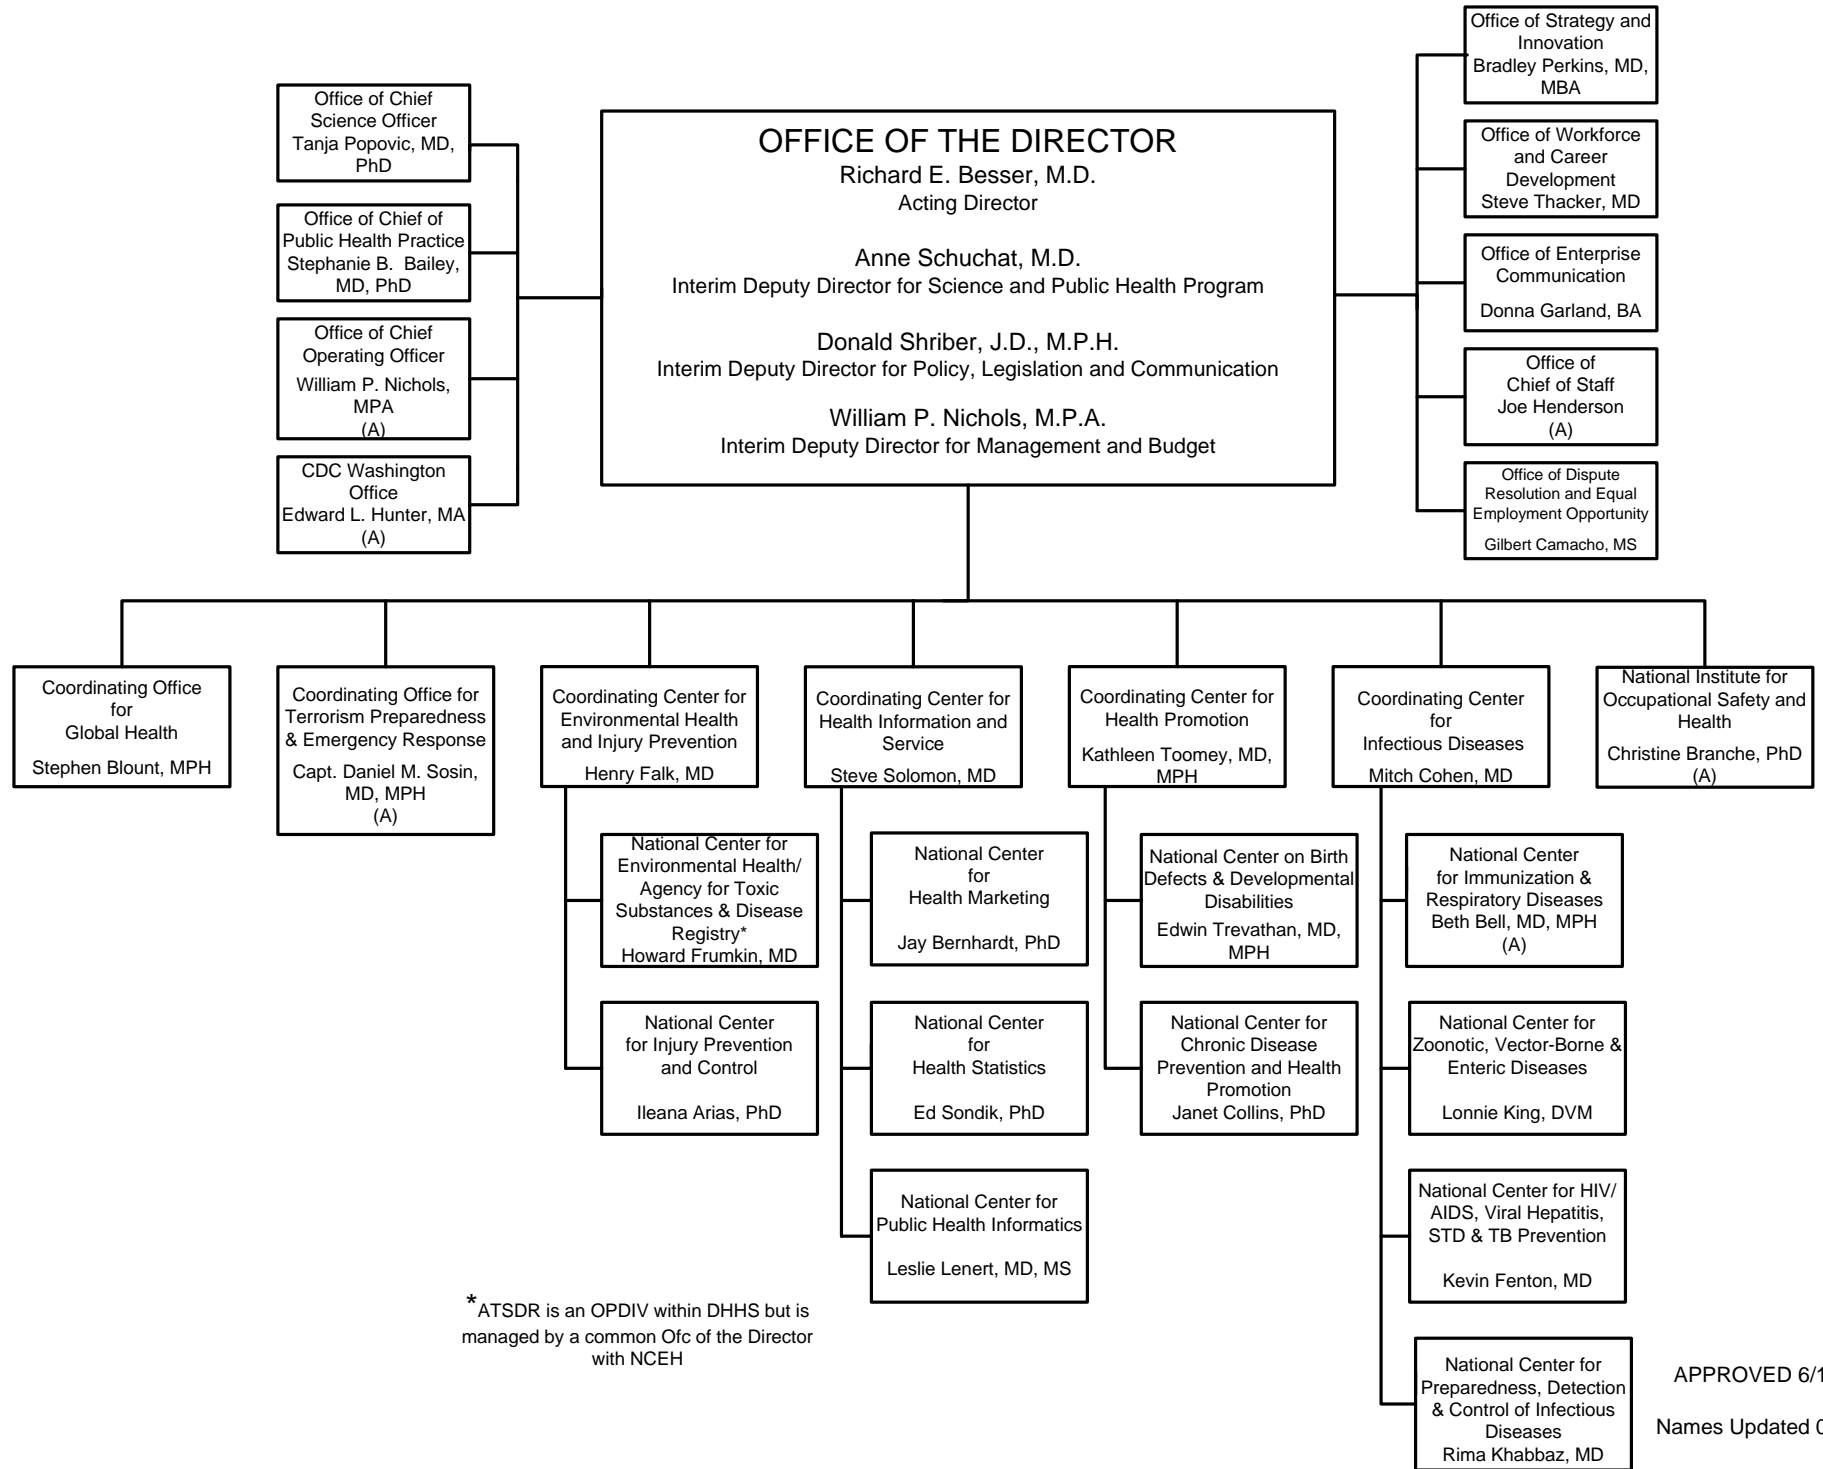 Office of Chief
Science Officer
Tanja Popovic, MD,
PhD
Office of Chief of
Public Health Practice
Stephanie B. Bailey,
MD, PhD
Office of Chief
Operating Officer
William P. Nichols,
MPA
(A)
CDC Washington
Office
Edward L. Hunter, MA
(A)
OFFICE OF THE DIRECTOR
Richard E. Besser, M.D.
Acting Director
Anne Schuchat, M.D.
Interim Deputy Director for Science and Public Health Program
Donald Shriber, J.D., M.P.H.
Interim Deputy Director for Policy, Legislation and Communication
William P. Nichols, M.P.A.
Interim Deputy Director for Management and Budget
Office of Strategy and
Innovation
Bradley Perkins, MD,
MBA
Office of Workforce
and Career
Development
Steve Thacker, MD
Office of Enterprise
Communication
Donna Garland, BA
Office of
Chief of Staff
Joe Henderson
(A)
Office of Dispute
Resolution and Equal
Employment Opportunity
Gilbert Camacho, MS
Coordinating Office
for
Global Health
Stephen Blount, MPH
Coordinating Office for
Terrorism Preparedness
& Emergency Response
Capt. Daniel M. Sosin,
MD, MPH
(A)
Coordinating Center for
Environmental Health
and Injury Prevention
Henry Falk, MD
National Center for
Environmental Health/
Agency for Toxic
Substances & Disease
Registry*
Howard Frumkin, MD
National Center
for Injury Prevention
and Control
Ileana Arias, PhD
Coordinating Center for
Health Information and
Service
Steve Solomon, MD
National Center
for
Health Marketing
Jay Bernhardt, PhD
National Center
for
Health Statistics
Ed Sondik, PhD
National Center for
Public Health Informatics
Leslie Lenert, MD, MS
Coordinating Center for
Health Promotion
Kathleen Toomey, MD,
MPH
National Center on Birth
Defects & Developmental
Disabilities
Edwin Trevathan, MD,
MPH
National Center for
Chronic Disease
Prevention and Health
Promotion
Janet Collins, PhD
Coordinating Center
for
Infectious Diseases
Mitch Cohen, MD
National Center
for Immunization &
Respiratory Diseases
Beth Bell, MD, MPH
(A)
National Center for
Zoonotic, Vector-Borne &
Enteric Diseases
Lonnie King, DVM
National Center for HIV/
AIDS, Viral Hepatitis,
STD & TB Prevention
Kevin Fenton, MD
National Center for
Preparedness, Detection
& Control of Infectious
Diseases
Rima Khabbaz, MD
National Institute for
Occupational Safety and
Health
Christine Branche, PhD
(A)
*ATSDR is an OPDIV within DHHS but is
managed by a common Ofc of the Director
with NCEH
APPROVED 6/1
Names Updated 0